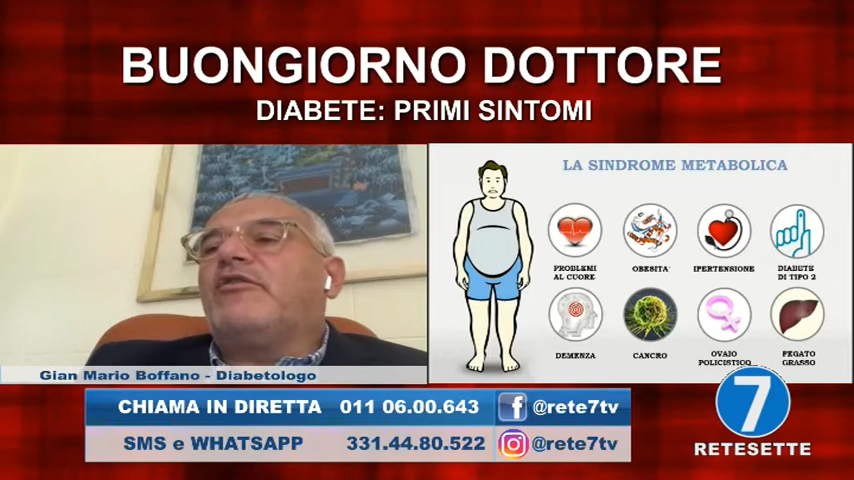 BUONGIORNO DOTTORE
DIABETE: PRIMI SINTOMI
LA SINDROME METABOLICA
PROBLEMI
AL CUORE
OBESITA'
IPERTENSIONE
DIABETE
DI TIPO 2
DEMENZA
CANCRO
OVAIO
POLICISTICO
FEGATO
GRASSO
Gian Mario Boffano - Diabetologo
CHIAMA IN DIRETTA 011 06.00.643 @rete7tv
SMS e WHATSAPP 331.44.80.522 @rete7tv
7
RETESETTE